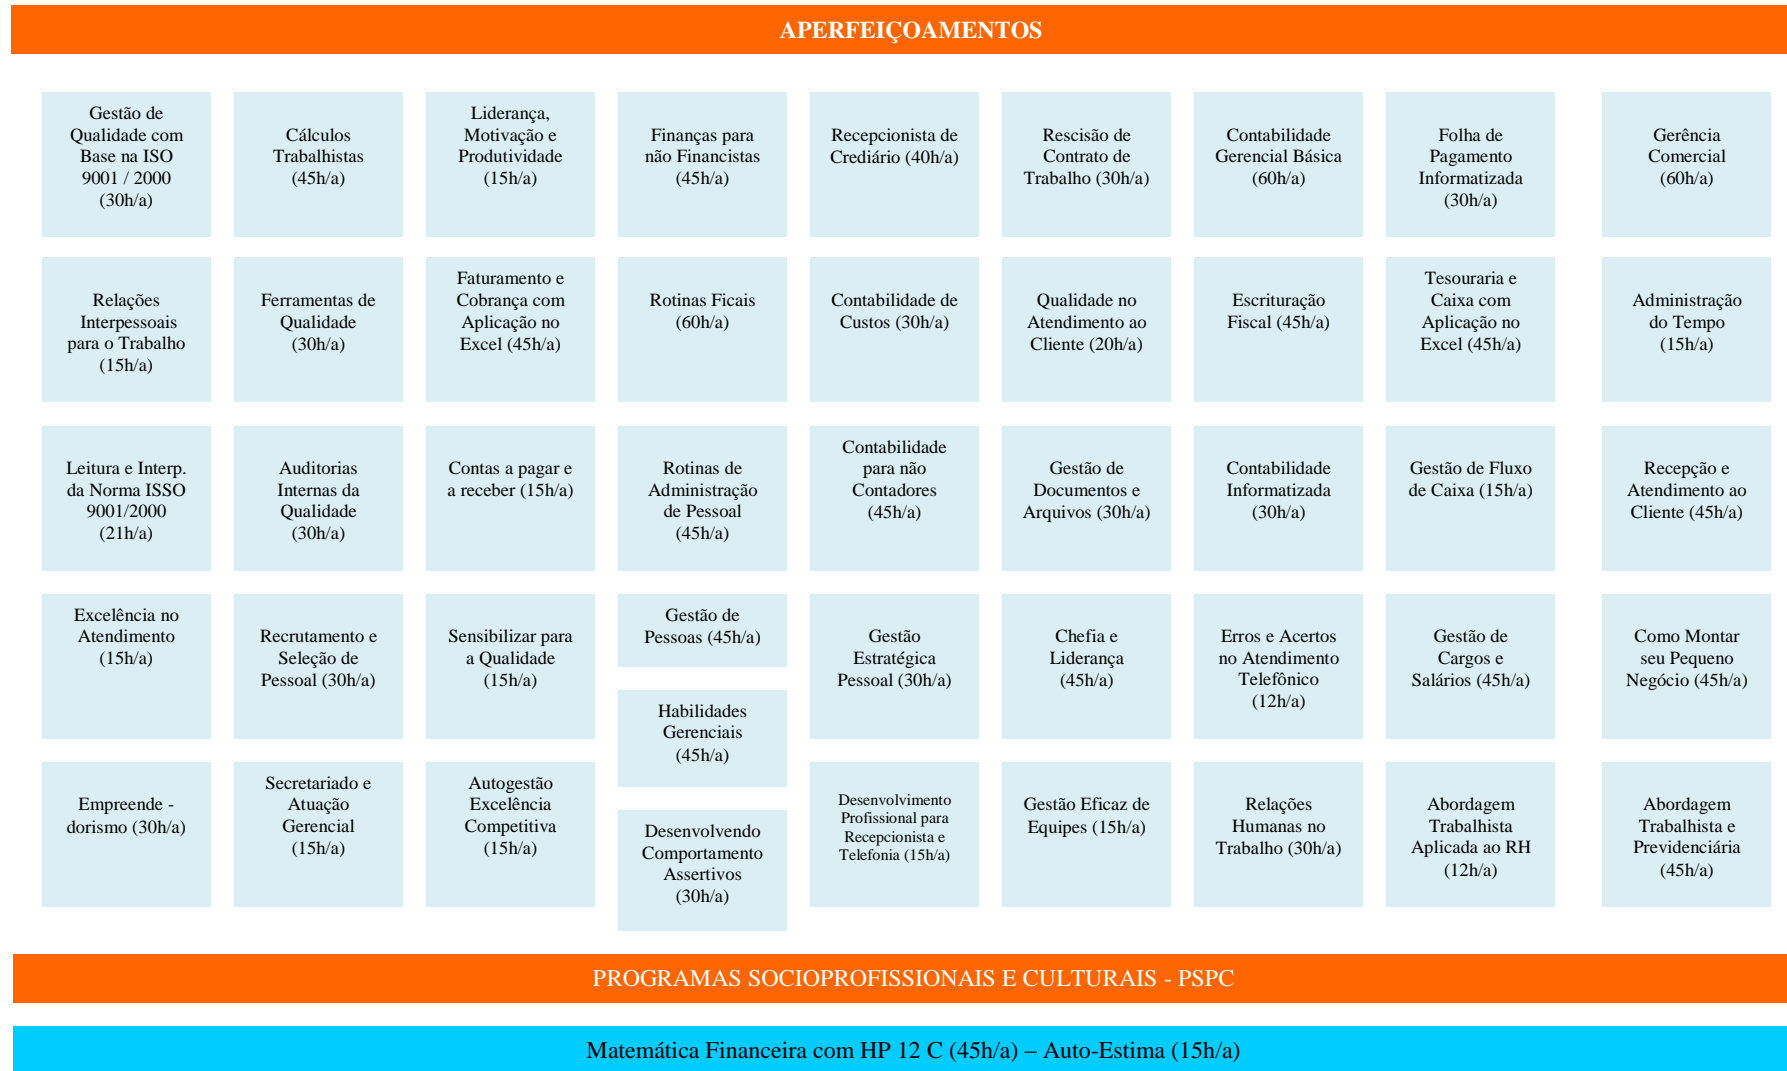 APERFEIÇOAMENTOS
Gestão de
Qualidade com
Base na ISO
9001 / 2000
(30h/a)
Cálculos
Trabalhistas
(45h/a)
Liderança,
Motivação e
Produtividade
(15h/a)
Finanças para
não Financistas
(45h/a)
Recepcionista de
Crediário (40h/a)
Rescisão de
Contrato de
Trabalho (30h/a)
Contabilidade
Gerencial Básica
(60h/a)
Folha de
Pagamento
Informatizada
(30h/a)
Gerência
Comercial
(60h/a)
Relações
Interpessoais
para o Trabalho
(15h/a)
Ferramentas de
Qualidade
(30h/a)
Faturamento e
Cobrança com
Aplicação no
Excel (45h/a)
Rotinas Ficais
(60h/a)
Contabilidade de
Custos (30h/a)
Qualidade no
Atendimento ao
Cliente (20h/a)
Escrituração
Fiscal (45h/a)
Tesouraria e
Caixa com
Aplicação no
Excel (45h/a)
Administração
do Tempo
(15h/a)
Leitura e Interp.
da Norma ISSO
9001/2000
(21h/a)
Auditorias
Internas da
Qualidade
(30h/a)
Contas a pagar e
a receber (15h/a)
Rotinas de
Administração
de Pessoal
(45h/a)
Contabilidade
para não
Contadores
(45h/a)
Gestão de
Documentos e
Arquivos (30h/a)
Contabilidade
Informatizada
(30h/a)
Gestão de Fluxo
de Caixa (15h/a)
Recepção e
Atendimento ao
Cliente (45h/a)
Excelência no
Atendimento
(15h/a)
Recrutamento e
Seleção de
Pessoal (30h/a)
Sensibilizar para
a Qualidade
(15h/a)
Gestão de
Pessoas (45h/a)
Habilidades
Gerenciais
(45h/a)
Gestão
Estratégica
Pessoal (30h/a)
Chefia e
Liderança
(45h/a)
Erros e Acertos
no Atendimento
Telefônico
(12h/a)
Gestão de
Cargos e
Salários (45h/a)
Como Montar
seu Pequeno
Negócio (45h/a)
Empreende -
dorismo (30h/a)
Secretariado e
Atuação
Gerencial
(15h/a)
Autogestão
Excelência
Competitiva
(15h/a)
Desenvolvendo
Comportamento
Assertivos
(30h/a)
Desenvolvimento
Profissional para
Recepcionista e
Telefonia (15h/a)
Gestão Eficaz de
Equipes (15h/a)
Relações
Humanas no
Trabalho (30h/a)
Abordagem
Trabalhista
Aplicada ao RH
(12h/a)
Abordagem
Trabalhista e
Previdenciária
(45h/a)
PROGRAMAS SOCIOPROFISSIONAIS E CULTURAIS - PSPC
Matemática Financeira com HP 12 C (45h/a) – Auto-Estima (15h/a)